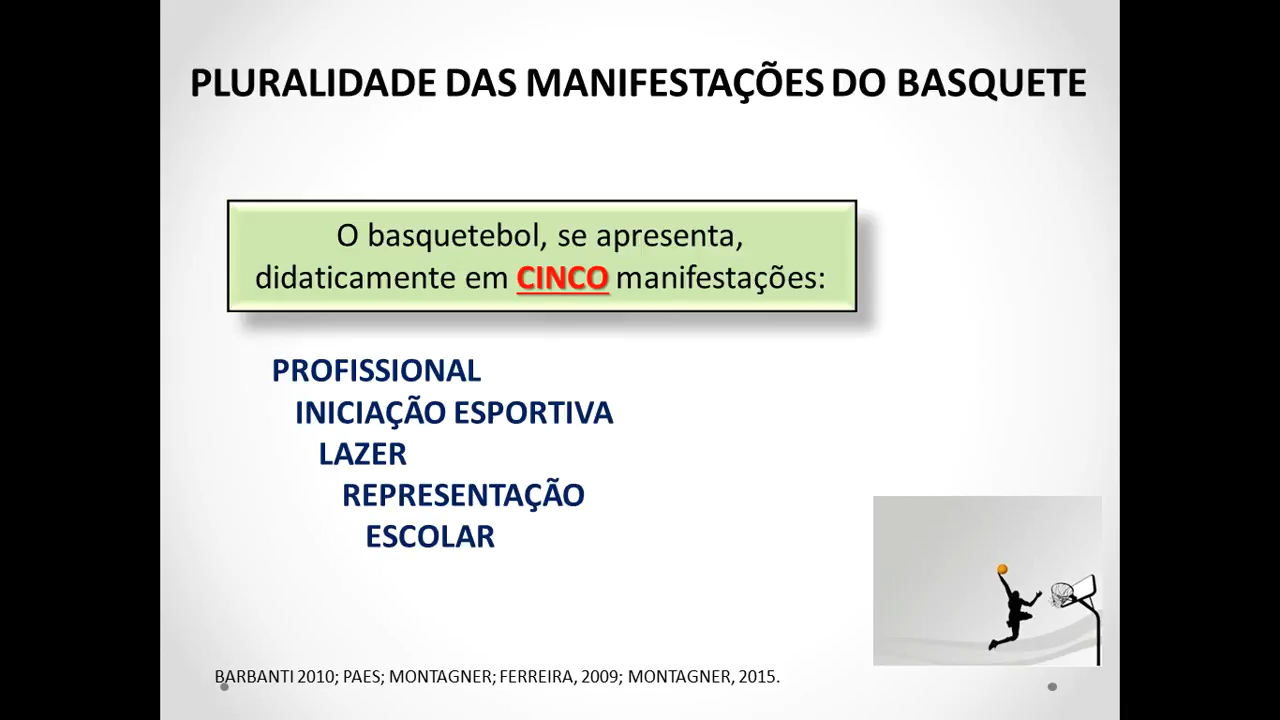 PLURALIDADE DAS MANIFESTAÇÕES DO BASQUETE
O basquetebol, se apresenta,
didaticamente em CINCO manifestações:
PROFISSIONAL
INICIAÇÃO ESPORTIVA
LAZER
REPRESENTAÇÃO
ESCOLAR
BARBANTI 2010; PAES; MONTAGNER; FERREIRA, 2009; MONTAGNER, 2015.